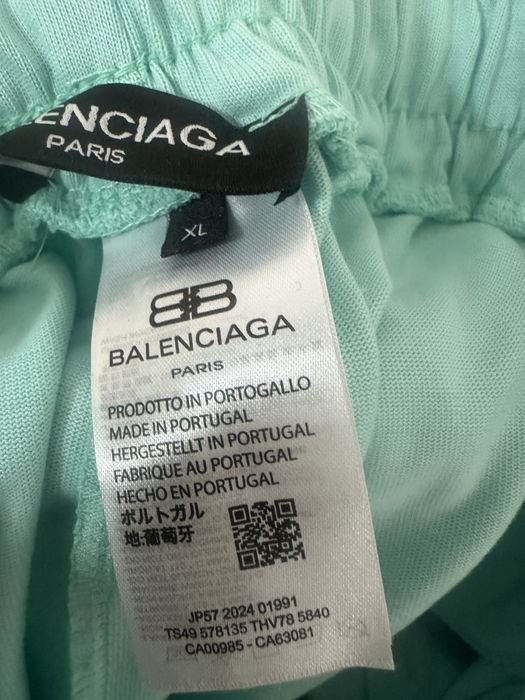 ENCIAGA
PARIS
XL
BALENCIAGA
PARIS
PRODOTTO IN PORTOGALLO
MADE IN PORTUGAL
HERGESTELLT IN PORTUGAL
FABRIQUE AU PORTUGAL
HECHO EN PORTUGAL
ポルトガル
地:葡萄牙
JP57 2024 01991
TS49 578135 THV78 5840
CA00985 - CA63081